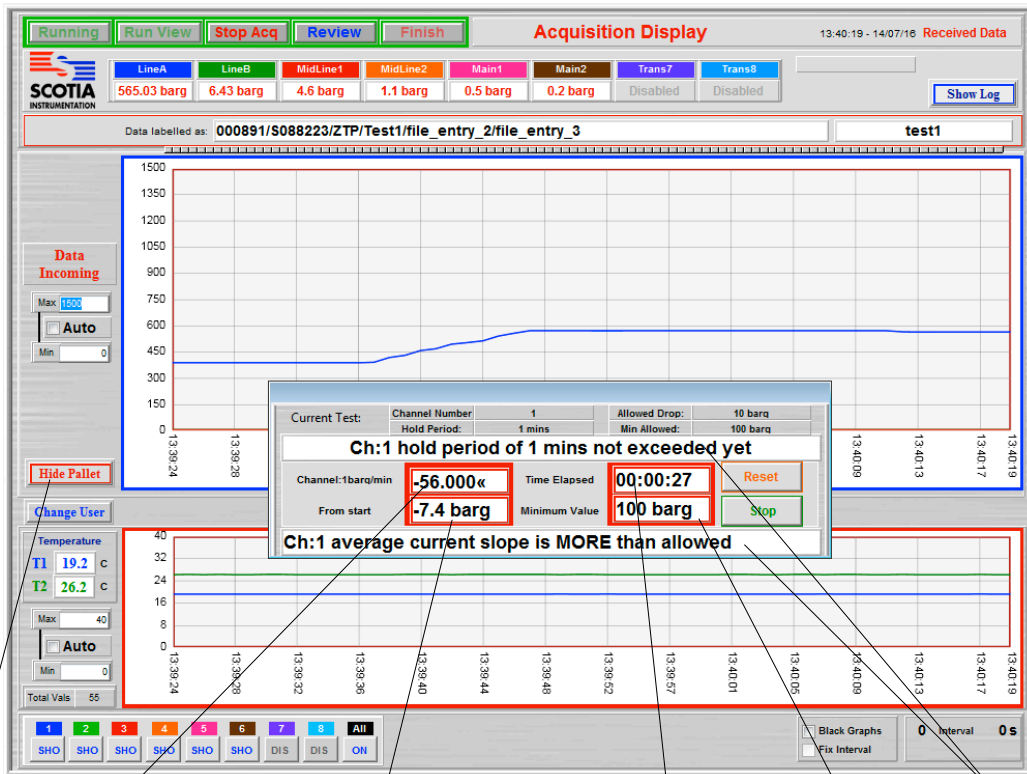 Running Run View Stop Acq Review Finish Acquisition Display 13:40:19 - 14/07/16 Received Data
SCOTIA
INSTRUMENTATION
LineA LineB MidLine1 MidLine2 Main1 Main2 Trans7 Trans8
565.03 barg 6.43 barg 4.6 barg 1.1 barg 0.5 barg 0.2 barg Disabled Disabled
Show Log
Data labelled as: 000891/S088223/ZTP/Test1/file_entry_2/file_entry_3 test1
1500
1350
1200
1050
900
750
600
450
300
150
0
Data
Incoming
Max 1500
Auto
Min 0
Hide Pallet
Change User
13:39:24 13:39:28 13:40:09 13:40:13 13:40:17 13:40:19
Current Test: Channel Number 1 Allowed Drop: 10 barg
Hold Period: 1 mins Min Allowed: 100 barg
Ch:1 hold period of 1 mins not exceeded yet
Channel:1barg/min -56.000« Time Elapsed 00:00:27 Reset
From start -7.4 barg Minimum Value 100 barg Stop
Ch:1 average current slope is MORE than allowed
Temperature
T1 19.2 C
T2 26.2 C
Max 40
Auto
Min 0
Total Vals 55
40
32
24
16
8
0
13:39:24 13:39:28 13:39:32 13:39:36 13:39:40 13:39:44 13:39:48 13:39:52 13:39:57 13:40:01 13:40:05 13:40:09 13:40:13 13:40:17 13:40:19
1 2 3 4 5 6 7 8 All
SHO SHO SHO SHO SHO SHO DIS DIS ON
Black Graphs
Fix Interval
0 Interval 0 s